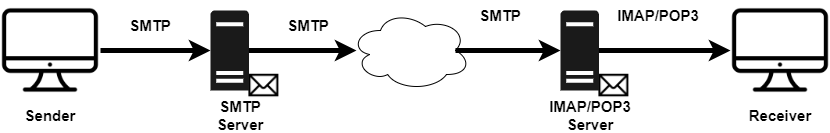 SMTP
SMTP
SMTP
IMAP/POP3
Sender
SMTP
Server
IMAP/POP3
Server
Receiver